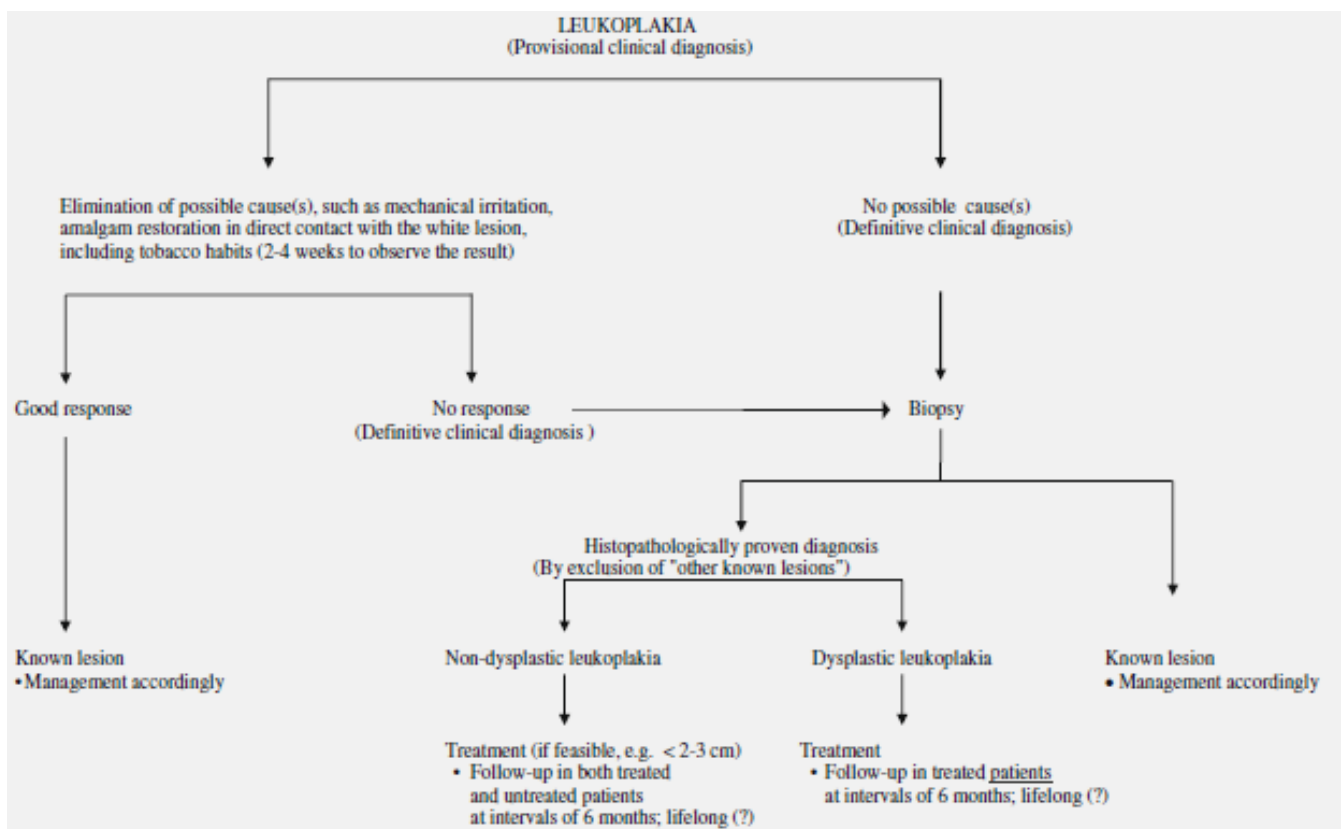 LEUKOPLAKIA
(Provisional clinical diagnosis)
Elimination of possible cause(s), such as mechanical irritation,
amalgam restoration in direct contact with the white lesion,
including tobacco habits (2-4 weeks to observe the result)
No possible cause(s)
(Definitive clinical diagnosis)
Good response
No response
(Definitive clinical diagnosis )
Biopsy
Histopathologically proven diagnosis
(By exclusion of "other known lesions")
Known lesion
•Management accordingly
Non-dysplastic leukoplakia
Dysplastic leukoplakia
Known lesion
• Management accordingly
Treatment (if feasible, e.g. < 2-3 cm)
• Follow-up in both treated
and untreated patients
at intervals of 6 months; lifelong (?)
Treatment
• Follow-up in treated patients
at intervals of 6 months; lifelong (?)